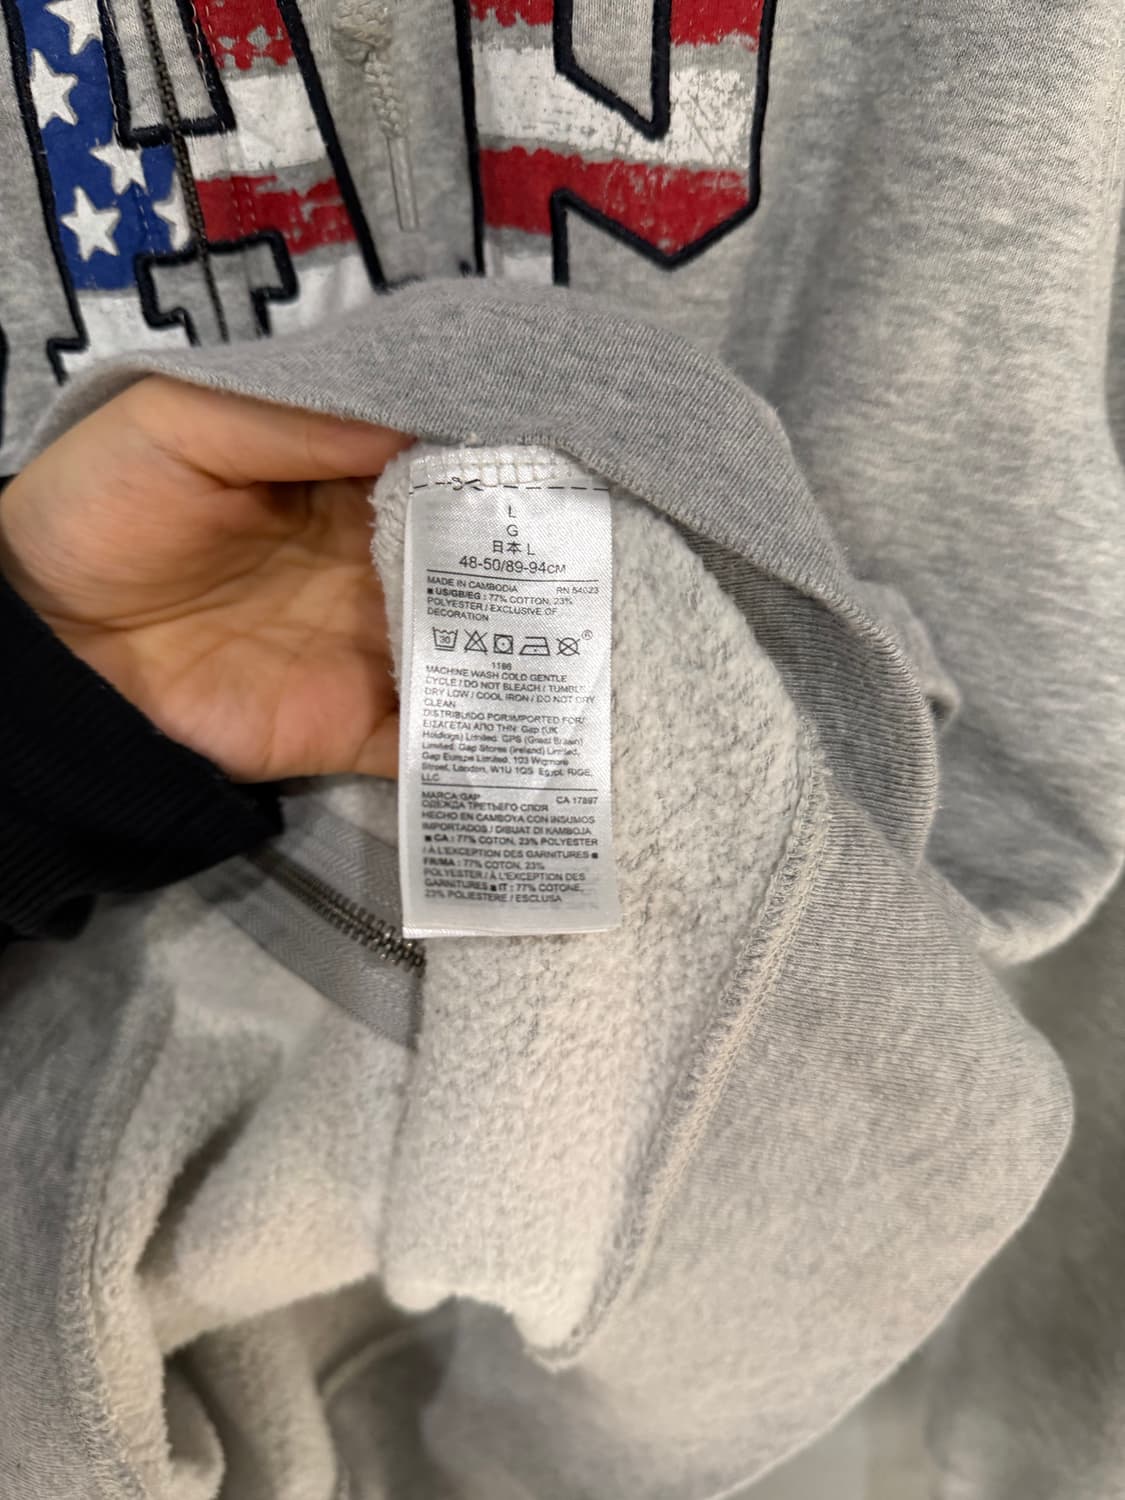 L
G
日本 L
48-50/89-94CM
MADE IN CAMBODIA RN 54023
■ US/GB/EG : 77% COTTON, 23%
POLYESTER / EXCLUSIVE OF
DECORATION
30
®
1186
MACHINE WASH COLD GENTLE
CYCLE / DO NOT BLEACH / TUMBLE
DRY LOW / COOL IRON / DO NOT DRY
CLEAN
DISTRIBUIDO POR/IMPORTED FOR/
ΕΙΣΑΓΕΤΑΙ ΑΠΟ ΤΗΝ: Gap (UK
Holdings) Limited. GPS (Great Britain)
Limited. Gap Stores (Ireland) Limited.
Gap Europe Limited. 103 Wigmore
Street, London, W1U 1QS Egypt: RIGE,
LLC
MARCA:GAP CA 17897
ОДЕЖДА ТРЕТЬЕГО СЛОЯ
HECHO EN CAMBOYA CON INSUMOS
IMPORTADOS / DIBUAT DI KAMBOJA
■ CA : 77% COTON, 23% POLYESTER
/ À L'EXCEPTION DES GARNITURES ■
FR/MA : 77% COTON, 23%
POLYESTER / À L'EXCEPTION DES
GARNITURES ■ IT : 77% COTONE,
23% POLIESTERE / ESCLUSA